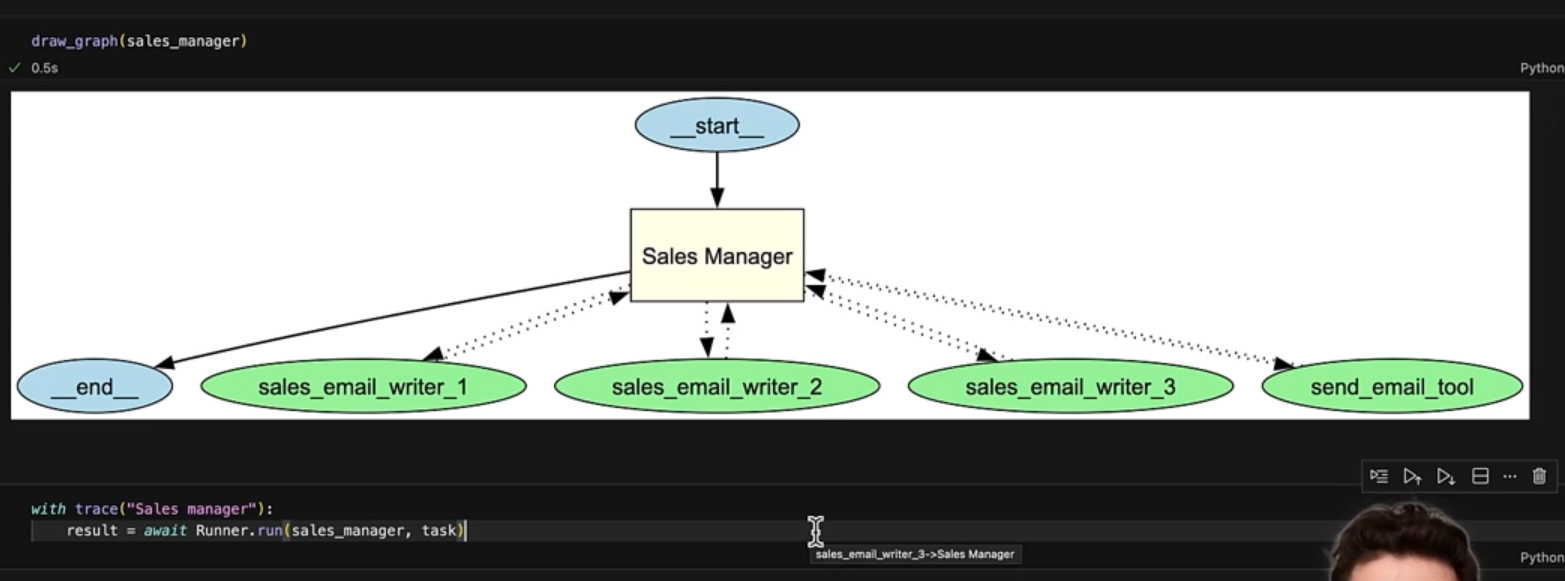 draw_graph(sales_manager)
0.5s
Python
__start__
Sales Manager
__end__
sales_email_writer_1
sales_email_writer_2
sales_email_writer_3
send_email_tool
with trace("Sales manager"):
result = await Runner.run(sales_manager, task)
sales_email_writer_3->Sales Manager
Python